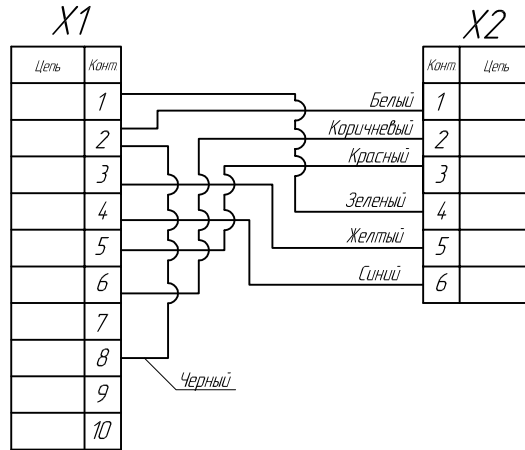 X1
X2
Цепь
Конт.
1
2
3
4
5
6
7
8
9
10
Белый
Коричневый
Красный
Зеленый
Желтый
Синий
Черный
Конт.
Цепь
1
2
3
4
5
6